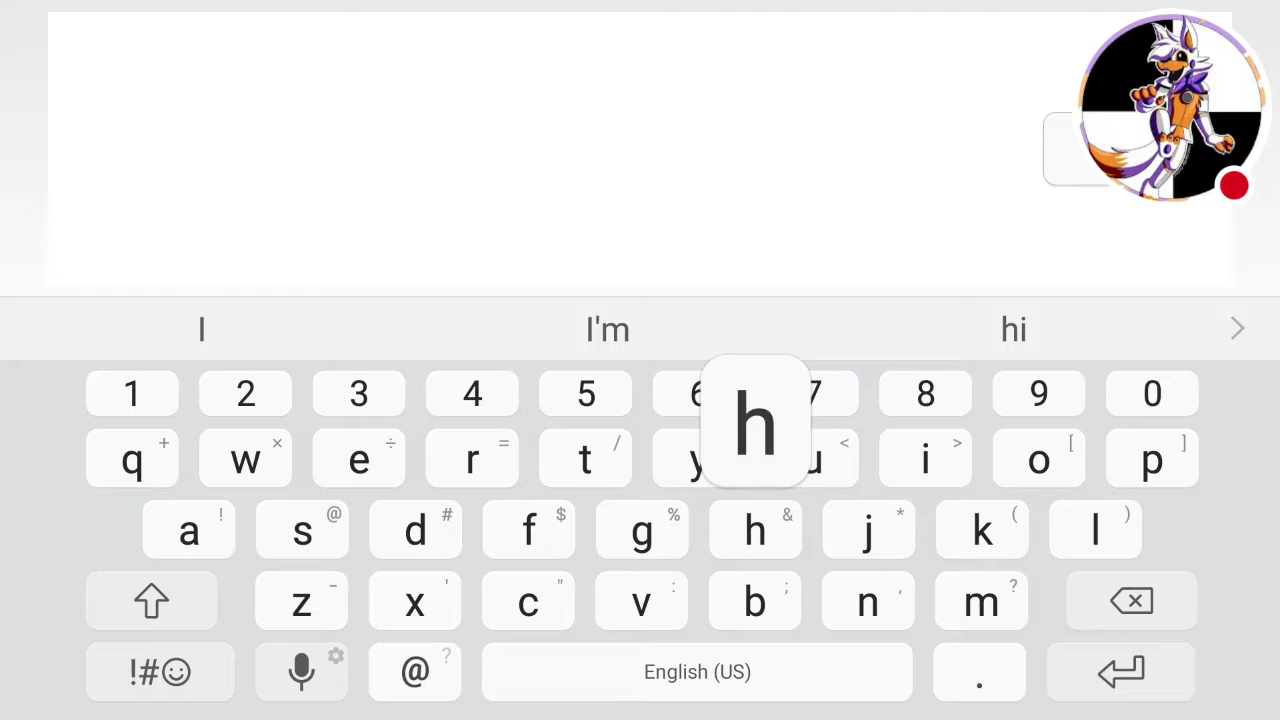 I I'm hi
h
1 2 3 4 5 6 7 8 9 0
q + w × e ÷ r = t / y u < i > o [ p ]
a ! s @ d # f $ g % h & j * k ( l )
z - x ' c " v : b ; n , m ?
!#☺ @ ? English (US) .